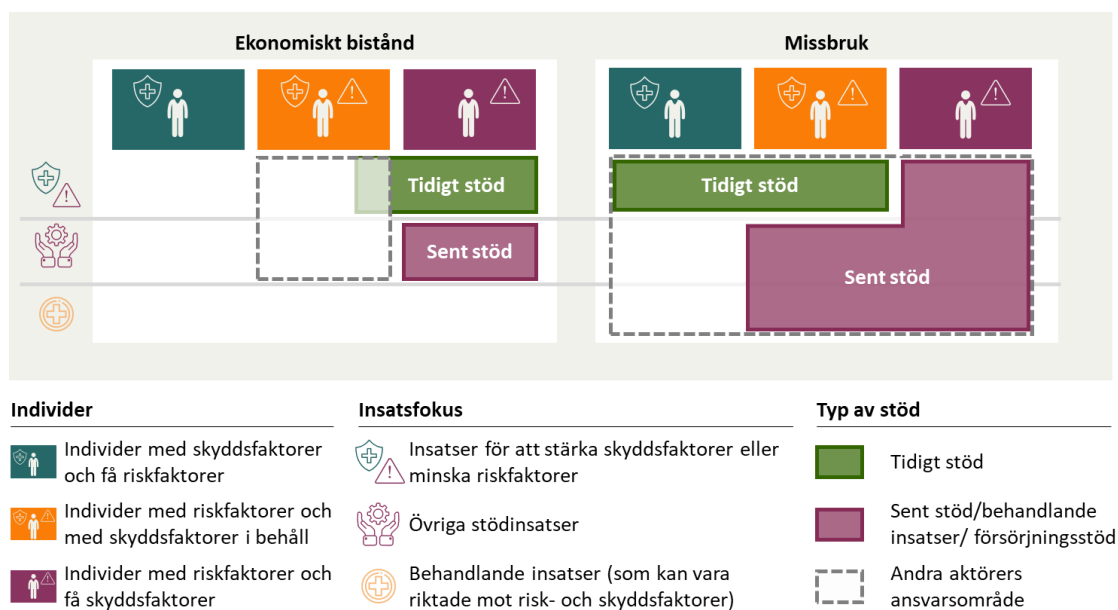 Ekonomiskt bistånd
Missbruk
Tidigt stöd
Tidigt stöd
Sent stöd
Sent stöd
Individer
Individer med skyddsfaktorer
och få riskfaktorer
Individer med riskfaktorer och
med skyddsfaktorer i behåll
Individer med riskfaktorer och
få skyddsfaktorer
Insatsfokus
Insatser för att stärka skyddsfaktorer eller
minska riskfaktorer
Övriga stödinsatser
Behandlande insatser (som kan vara
riktade mot risk- och skyddsfaktorer)
Typ av stöd
Tidigt stöd
Sent stöd/behandlande
insatser/ försörjningsstöd
Andra aktörers
ansvarsområde